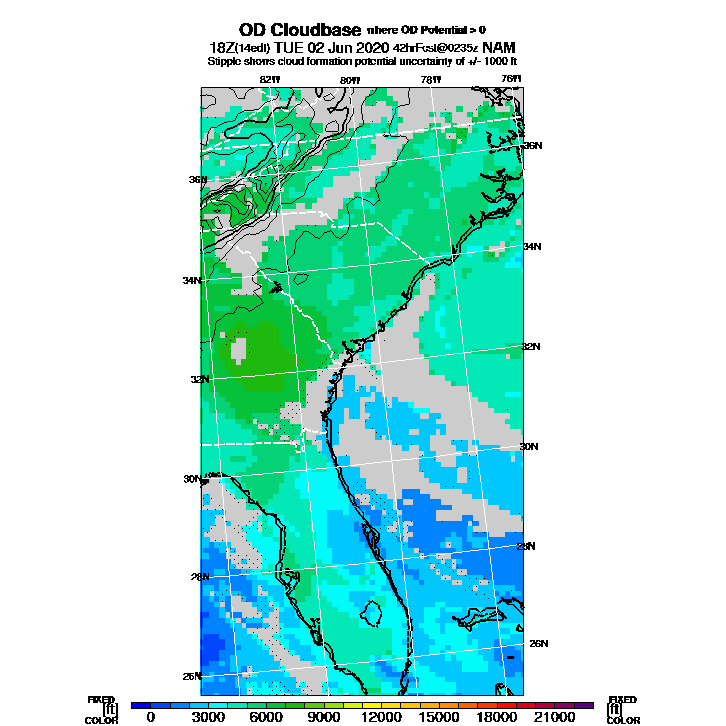 OD Cloudbase where OD Potential > 0
18Z(14edt) TUE 02 Jun 2020 42hrFcst@0235z NAM
Stipple shows cloud formation potential uncertainty of +/- 1000 ft
82W 80W 78W 76W
36N
36N
34N
34N
32N
32N
30N
30N
28N
28N
26N
26N
FIXED FIXED
[ft] [ft]
COLOR COLOR
0 3000 6000 9000 12000 15000 18000 21000